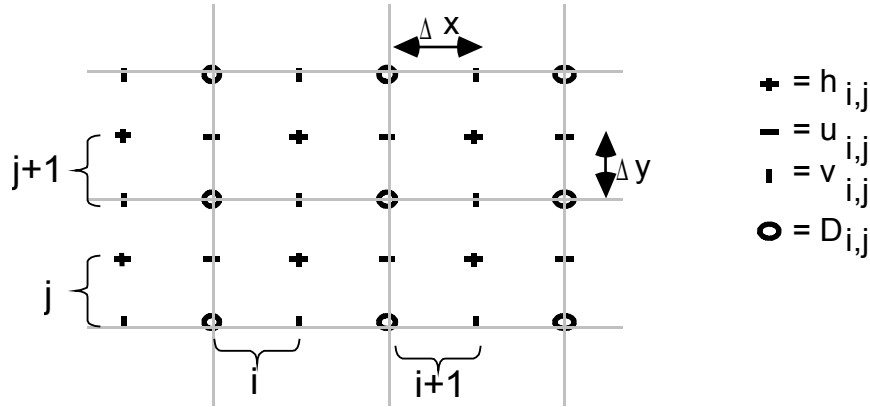 Δ x
= h i,j
= u i,j
j+1
Δ y
= v i,j
= D i,j
j
i
i+1